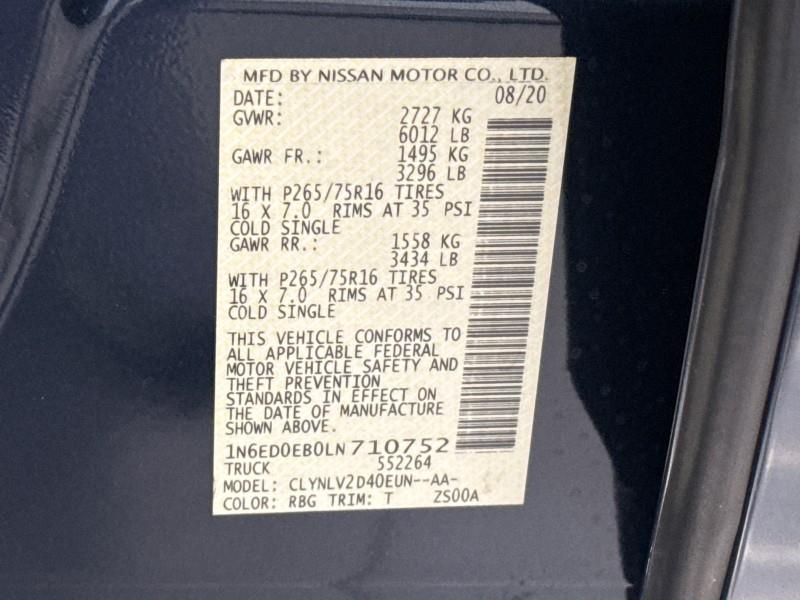 MFD BY NISSAN MOTOR CO., LTD.
DATE: 08/20
GVWR: 2727 KG
6012 LB
GAWR FR.: 1495 KG
3296 LB
WITH P265/75R16 TIRES
16 X 7.0 RIMS AT 35 PSI
COLD SINGLE
GAWR RR.: 1558 KG
3434 LB
WITH P265/75R16 TIRES
16 X 7.0 RIMS AT 35 PSI
COLD SINGLE
THIS VEHICLE CONFORMS TO
ALL APPLICABLE FEDERAL
MOTOR VEHICLE SAFETY AND
THEFT PREVENTION
STANDARDS IN EFFECT ON
THE DATE OF MANUFACTURE
SHOWN ABOVE.
1N6ED0EB0LN710752
TRUCK 552264
MODEL: CLYNLV2D40EUN--AA-
COLOR: RBG TRIM: T ZS00A